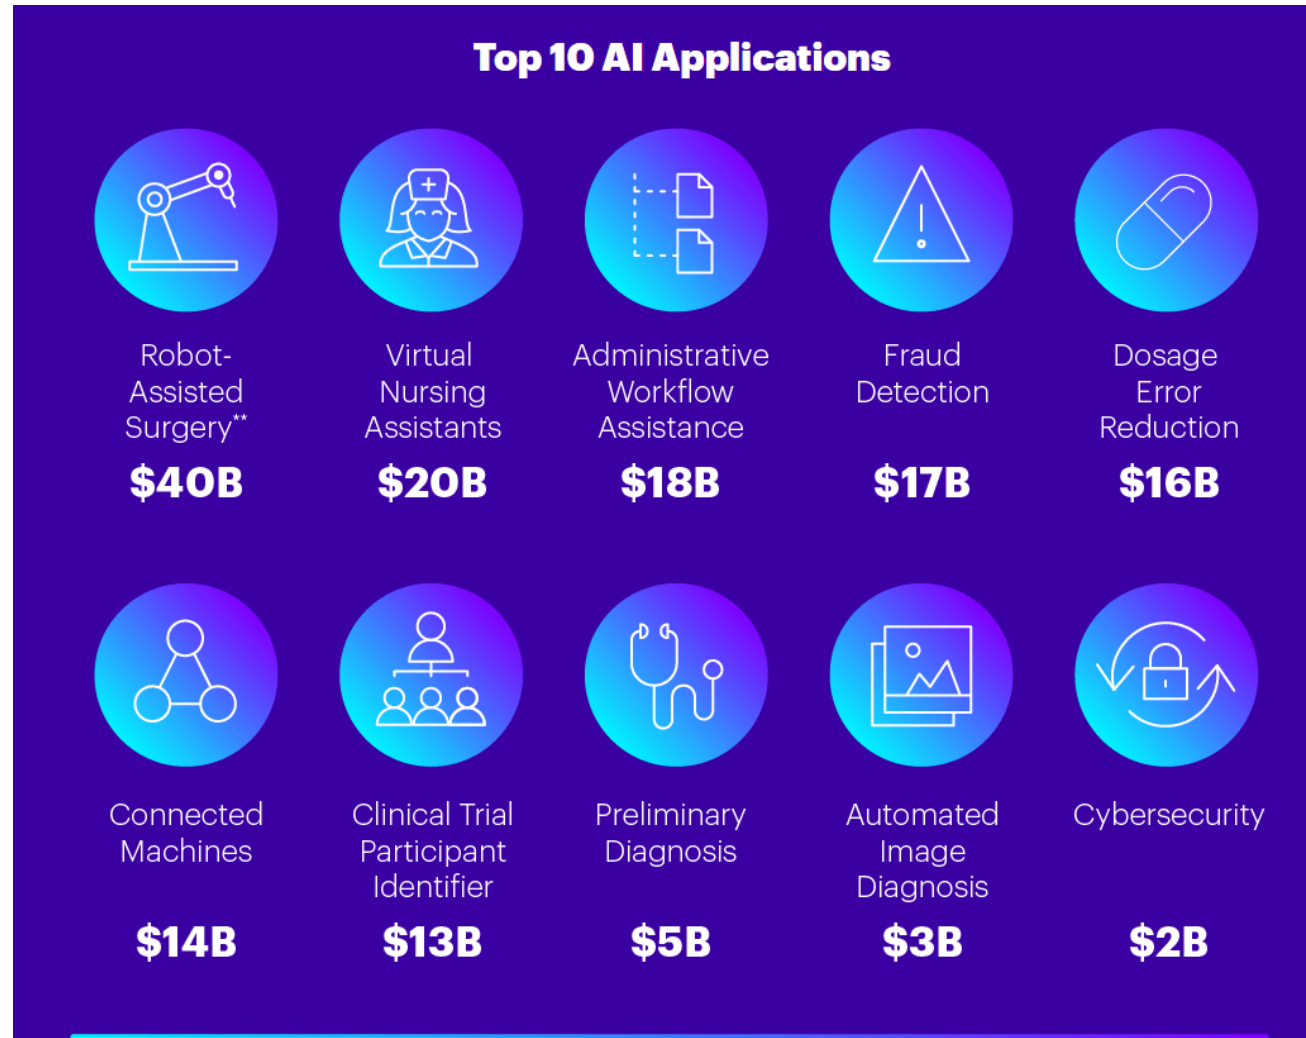 Top 10 AI Applications
Robot-
Assisted
Surgery**
$40B
Virtual
Nursing
Assistants
$20B
Administrative
Workflow
Assistance
$18B
Fraud
Detection
$17B
Dosage
Error
Reduction
$16B
Connected
Machines
$14B
Clinical Trial
Participant
Identifier
$13B
Preliminary
Diagnosis
$5B
Automated
Image
Diagnosis
$3B
Cybersecurity
$2B